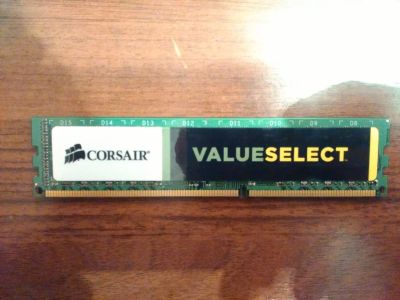 D15 D14 D13 D12 D11 D10 D9 D8
CORSAIR
VALUESELECT